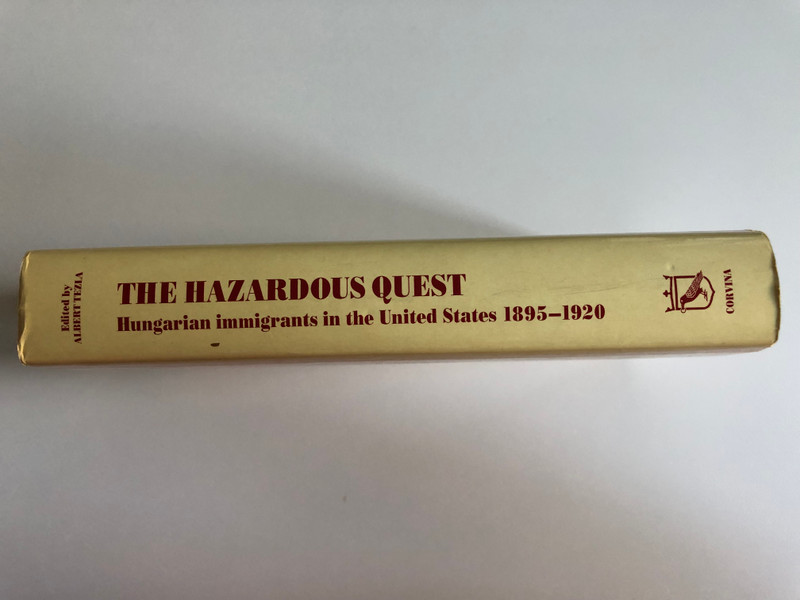 Edited by
ALBERT TEZLA
THE HAZARDOUS QUEST
Hungarian immigrants in the United States 1895–1920
CORVINA